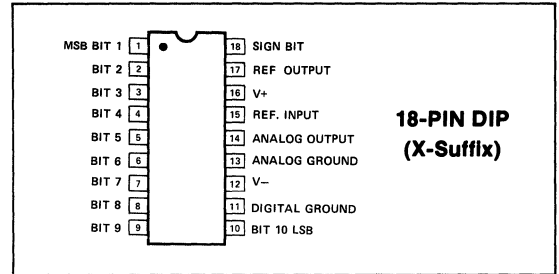 MSB BIT 1 1 18 SIGN BIT
BIT 2 2 17 REF OUTPUT
BIT 3 3 16 V+
BIT 4 4 15 REF. INPUT
BIT 5 5 14 ANALOG OUTPUT
BIT 6 6 13 ANALOG GROUND
BIT 7 7 12 V−
BIT 8 8 11 DIGITAL GROUND
BIT 9 9 10 BIT 10 LSB
18-PIN DIP
(X-Suffix)